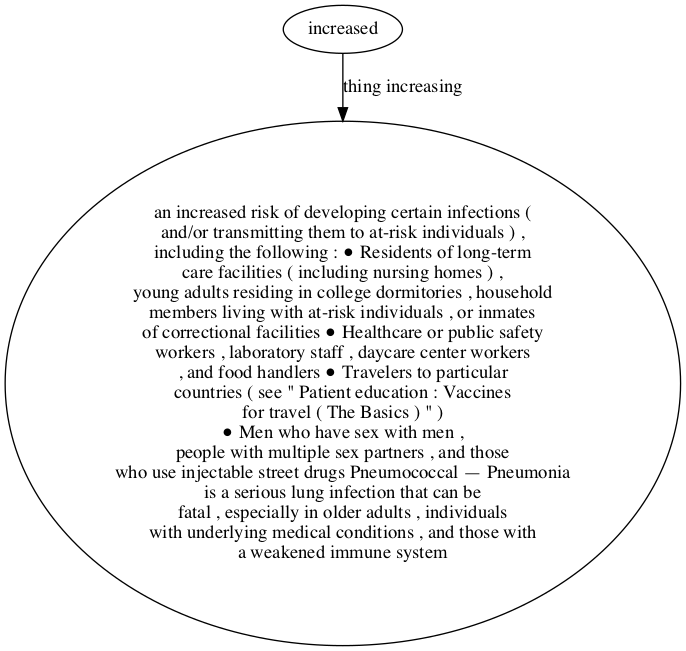 increased
thing increasing
an increased risk of developing certain infections (
and/or transmitting them to at-risk individuals ) ,
including the following : ● Residents of long-term
care facilities ( including nursing homes ) ,
young adults residing in college dormitories , household
members living with at-risk individuals , or inmates
of correctional facilities ● Healthcare or public safety
workers , laboratory staff , daycare center workers
, and food handlers ● Travelers to particular
countries ( see " Patient education : Vaccines
for travel ( The Basics ) " )
● Men who have sex with men ,
people with multiple sex partners , and those
who use injectable street drugs Pneumococcal — Pneumonia
is a serious lung infection that can be
fatal , especially in older adults , individuals
with underlying medical conditions , and those with
a weakened immune system